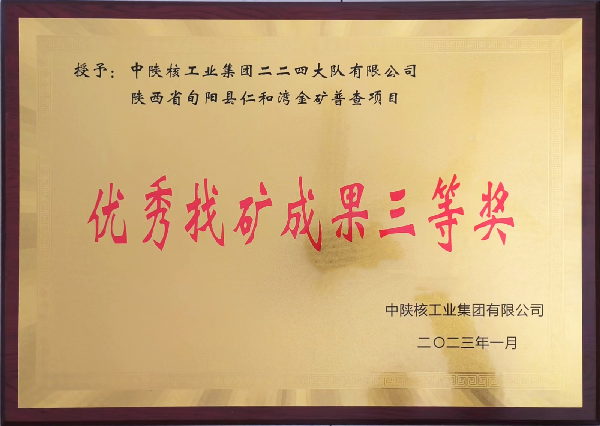 授予：中陕核工业集团二二四大队有限公司
陕西省旬阳县仁和湾金矿普查项目
优秀找矿成果三等奖
中陕核工业集团有限公司
二〇二三年一月